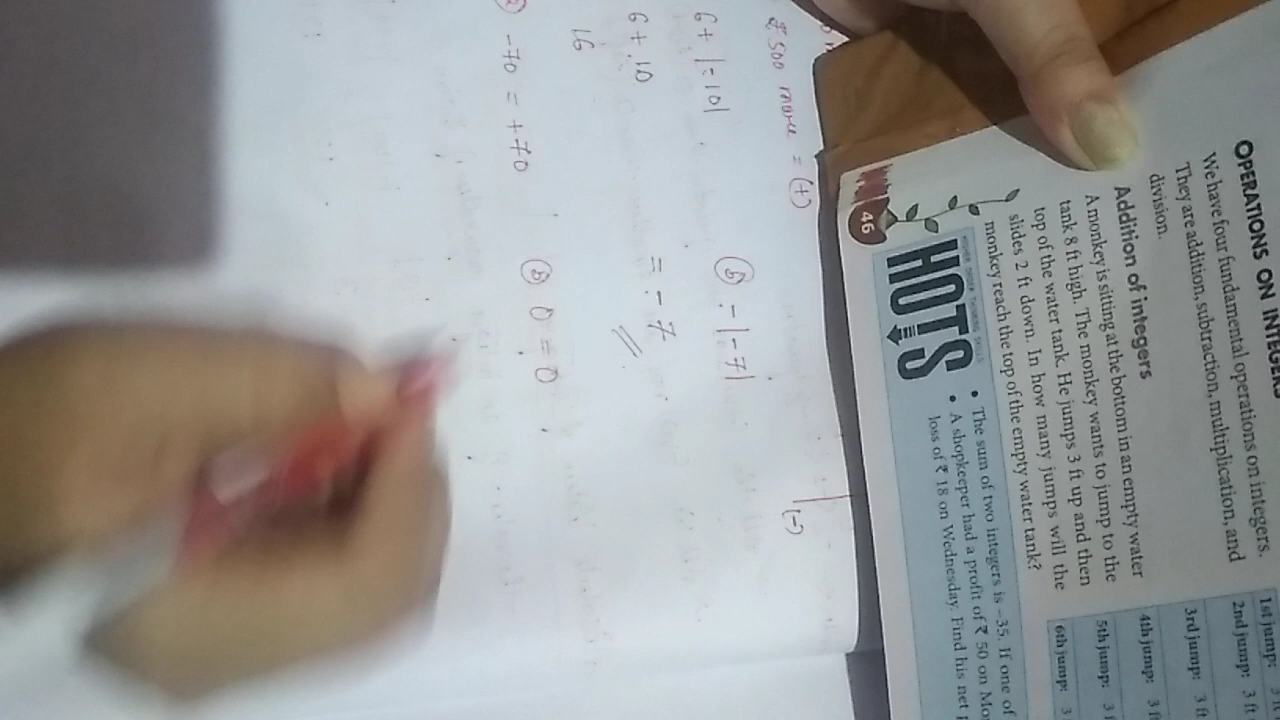 ₹ 500 more = (+)
(-)
6 + |-10|
6 + 10
16
(b) - |-7|
= - 7
-70 = +70
(b) 0 = 0
OPERATIONS ON INTEGERS
We have four fundamental operations on integers.
They are addition, subtraction, multiplication, and
division.
Addition of integers
A monkey is sitting at the bottom in an empty water
tank 8 ft high. The monkey wants to jump to the
top of the water tank. He jumps 3 ft up and then
slides 2 ft down. In how many jumps will the
monkey reach the top of the empty water tank?
1st jump: 3 ft
2nd jump: 3 ft
3rd jump: 3 ft
4th jump: 3 f
5th jump: 3 f
6th jump: 3
46
HIGHER ORDER THINKING SKILLS
HOTS
• The sum of two integers is –35. If one of
• A shopkeeper had a profit of ₹ 50 on Mo
loss of ₹ 18 on Wednesday. Find his net